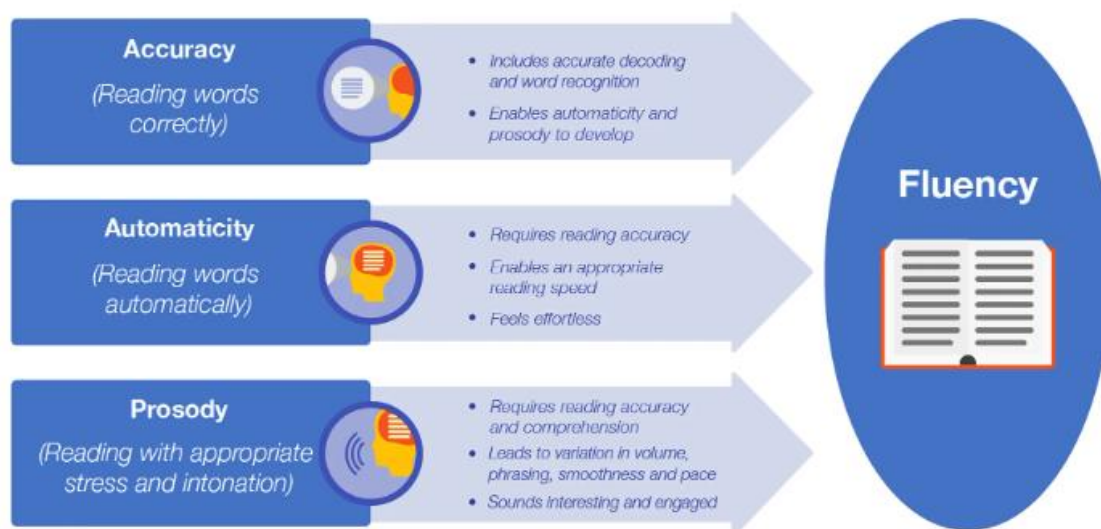 Accuracy
(Reading words
correctly)
• Includes accurate decoding
and word recognition
• Enables automaticity and
prosody to develop
Automaticity
(Reading words
automatically)
• Requires reading accuracy
• Enables an appropriate
reading speed
• Feels effortless
Prosody
(Reading with appropriate
stress and intonation)
• Requires reading accuracy
and comprehension
• Leads to variation in volume,
phrasing, smoothness and pace
• Sounds interesting and engaged
Fluency